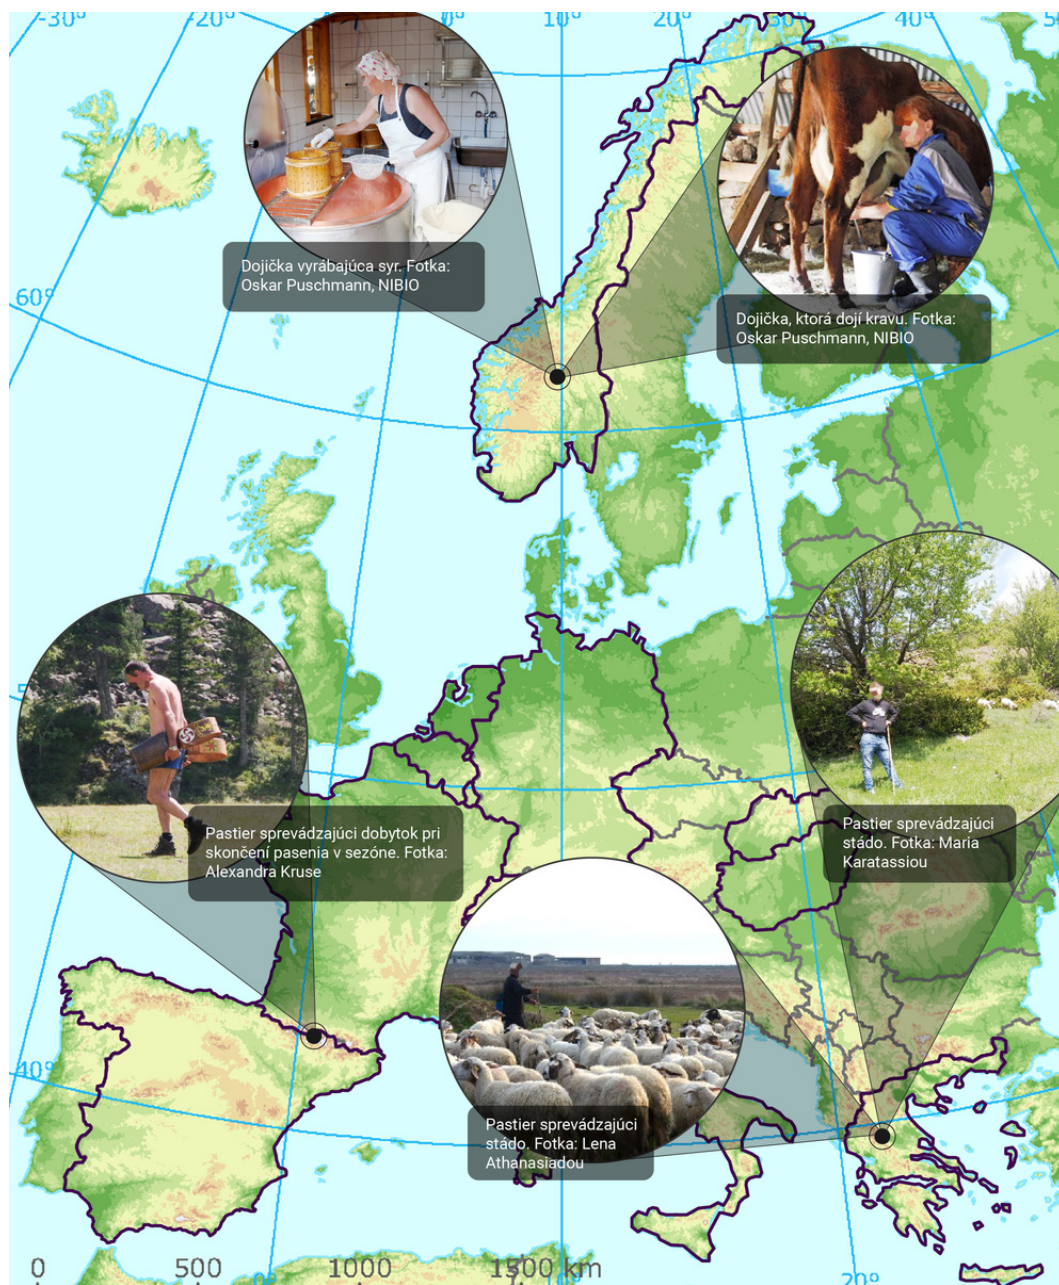 -30°
-20°
0°
10°
20°
40°
60°
Dojička vyrábajúca syr. Fotka:
Oskar Puschmann, NIBIO
Dojička, ktorá dojí kravu. Fotka:
Oskar Puschmann, NIBIO
Pastier sprevádzajúci dobytok pri
skončení pasenia v sezóne. Fotka:
Alexandra Kruse
Pastier sprevádzajúci
stádo. Fotka: Maria
Karatassiou
Pastier sprevádzajúci
stádo. Fotka: Lena
Athanasiadou
40°
0 500 1000 1500 km
0°
20°